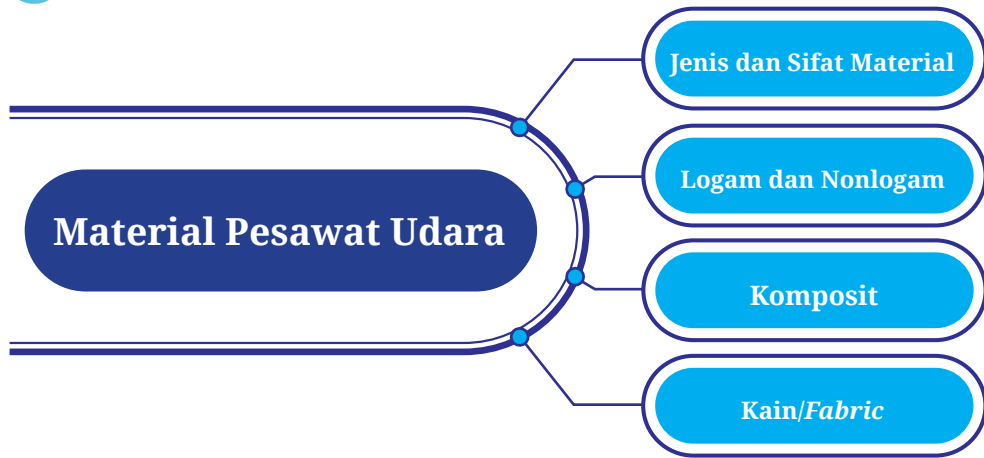 Material Pesawat Udara
Jenis dan Sifat Material
Logam dan Nonlogam
Komposit
Kain/Fabric